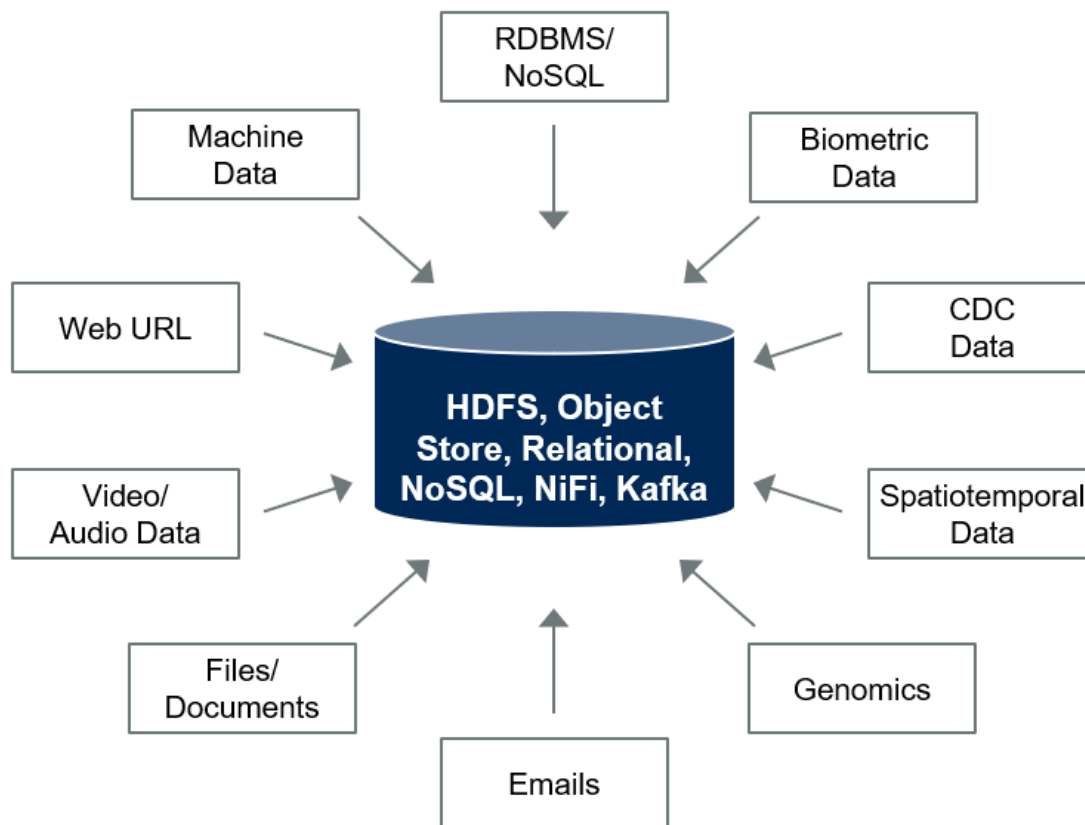 RDBMS/
NoSQL
Machine
Data
Biometric
Data
Web URL
CDC
Data
HDFS, Object
Store, Relational,
NoSQL, NiFi, Kafka
Video/
Audio Data
Spatiotemporal
Data
Files/
Documents
Genomics
Emails